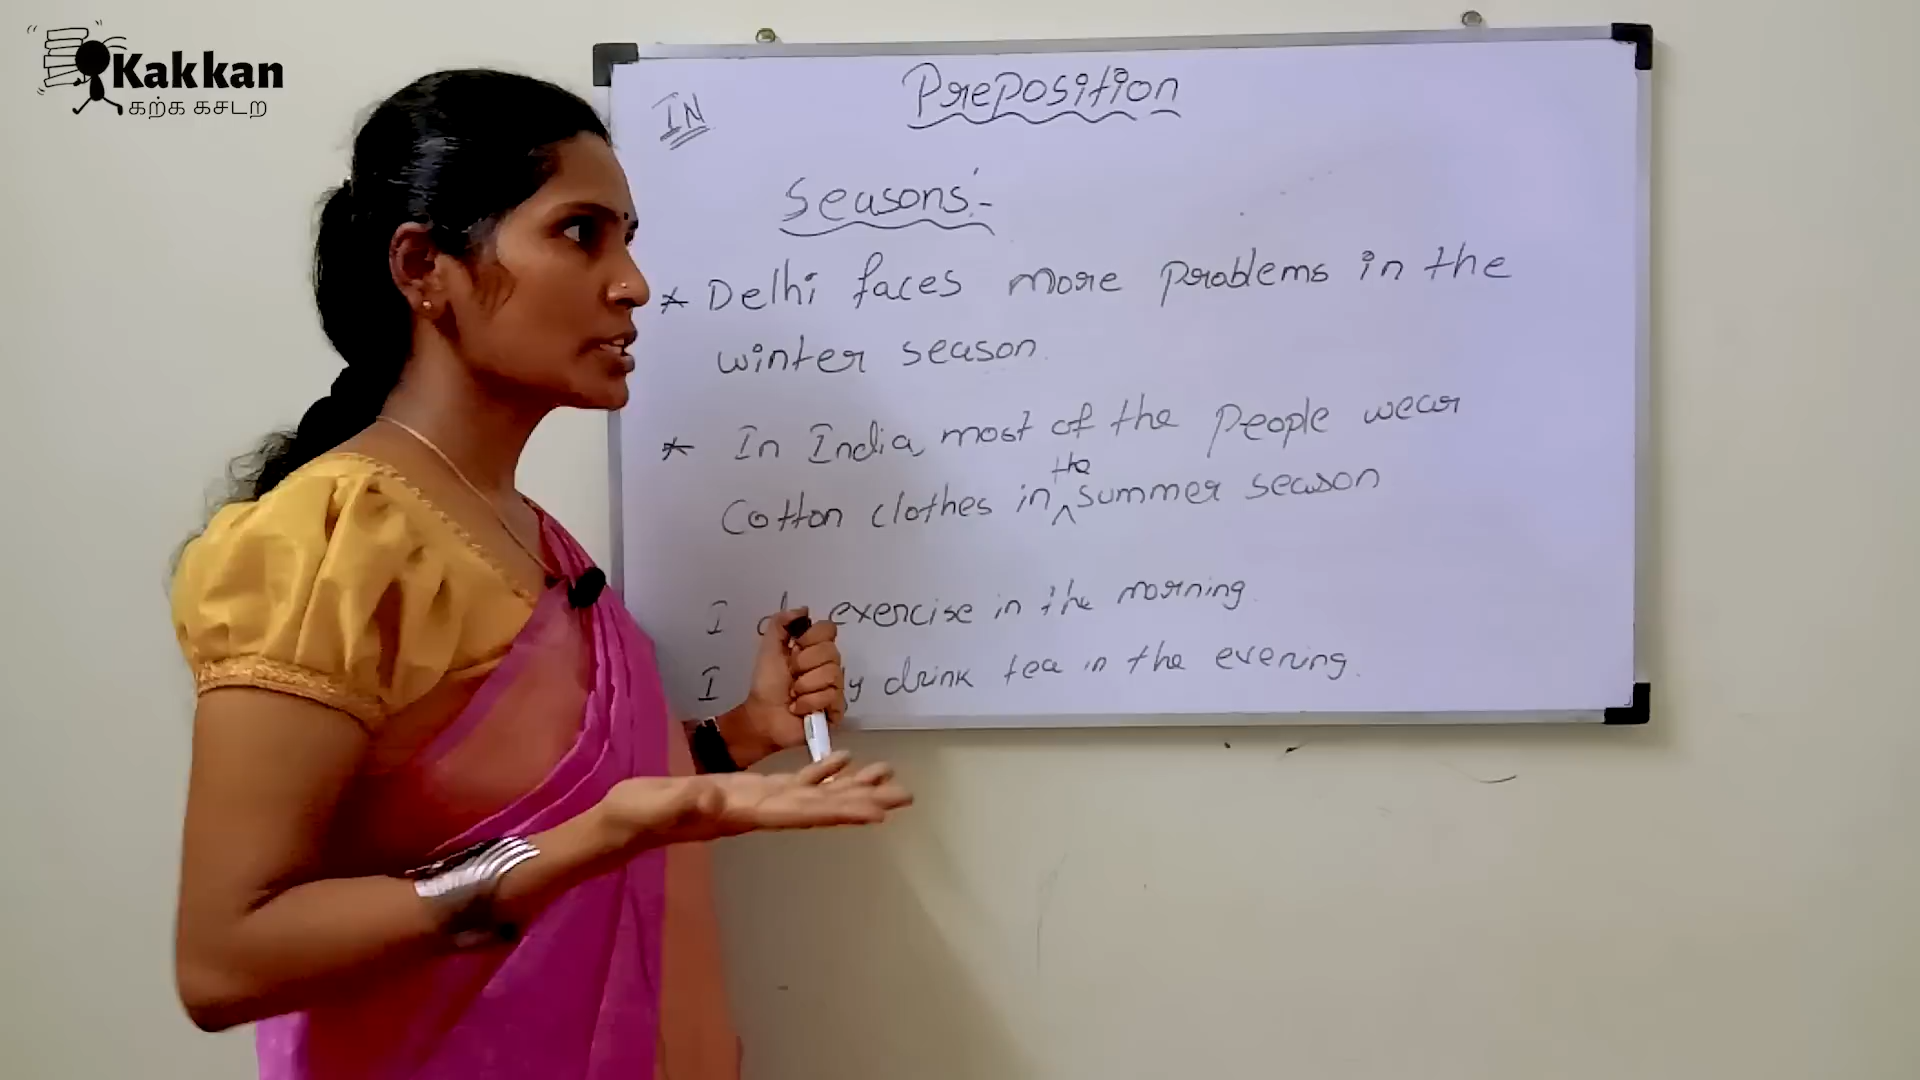 Kakkan
கற்க கசடற
Preposition
IN
Seasons:-
* Delhi faces more problems in the
winter season.
* In India most of the people wear
the
Cotton clothes in ^ summer season
I exercise in the morning.
I drink tea in the evening.